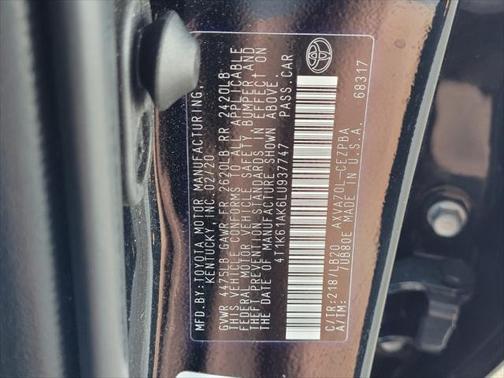 MFD.BY: TOYOTA MOTOR MANUFACTURING,
KENTUCKY, INC. 02/20
GVWR 4475LB GAWR FR 2620LB RR 2420LB
THIS VEHICLE CONFORMS TO ALL APPLICABLE
FEDERAL MOTOR VEHICLE SAFETY, BUMPER AND
THEFT PREVENTION STANDARDS IN EFFECT ON
THE DATE OF MANUFACTURE SHOWN ABOVE.
4T1K61AK6LU937747 PASS.CAR
C/TR: 218/LB20 AXVA70L-CEZPBA
A/TM: 7UB80E MADE IN U.S.A. 68317